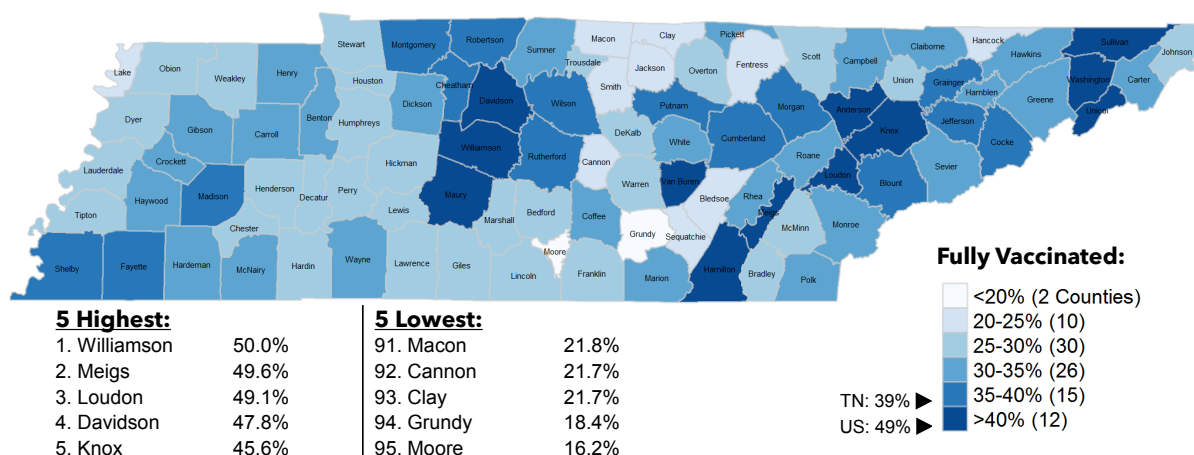 Stewart
Montgomery
Robertson
Sumner
Macon
Clay
Pickett
Hancock
Sullivan
Johnson
Lake
Obion
Weakley
Henry
Trousdale
Jackson
Overton
Fentress
Scott
Campbell
Claiborne
Hawkins
Washington
Carter
Houston
Cheatham
Davidson
Wilson
Smith
Union
Grainger
Hamblen
Greene
Unicoi
Dyer
Gibson
Carroll
Benton
Humphreys
Dickson
Putnam
Morgan
Anderson
Knox
Jefferson
Cocke
Williamson
Rutherford
Cannon
DeKalb
White
Cumberland
Roane
Loudon
Blount
Sevier
Lauderdale
Crockett
Haywood
Madison
Henderson
Decatur
Perry
Hickman
Maury
Warren
Van Buren
Bledsoe
Rhea
Meigs
McMinn
Monroe
Tipton
Chester
Lewis
Marshall
Bedford
Coffee
Grundy
Sequatchie
Moore
Shelby
Fayette
Hardeman
McNairy
Hardin
Wayne
Lawrence
Giles
Lincoln
Franklin
Marion
Hamilton
Bradley
Polk
5 Highest:
1. Williamson 50.0%
2. Meigs 49.6%
3. Loudon 49.1%
4. Davidson 47.8%
5. Knox 45.6%
5 Lowest:
91. Macon 21.8%
92. Cannon 21.7%
93. Clay 21.7%
94. Grundy 18.4%
95. Moore 16.2%
Fully Vaccinated:
<20% (2 Counties)
20-25% (10)
25-30% (30)
30-35% (26)
35-40% (15)
>40% (12)
TN: 39% ▶
US: 49% ▶